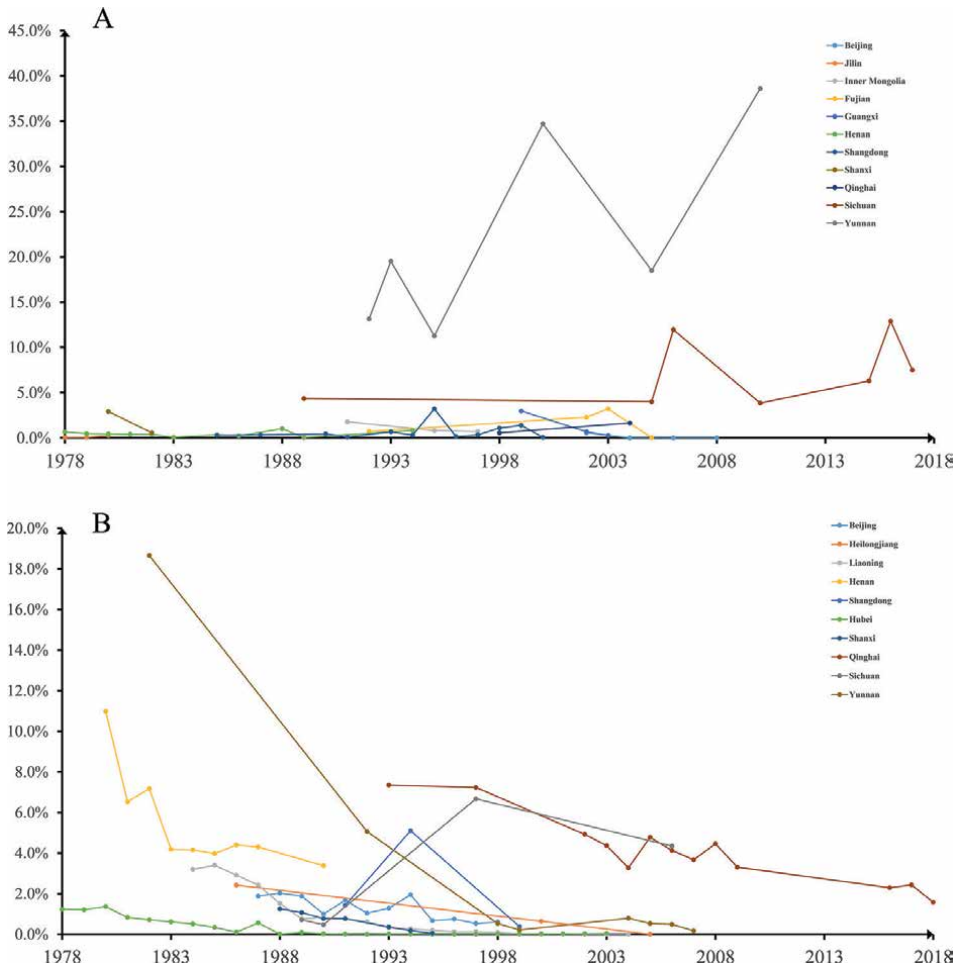 A
45.0%
40.0%
35.0%
30.0%
25.0%
20.0%
15.0%
10.0%
5.0%
0.0%
1978 1983 1988 1993 1998 2003 2008 2013 2018
Beijing
Jilin
Inner Mongolia
Fujian
Guangxi
Henan
Shangdong
Shanxi
Qinghai
Sichuan
Yunnan
B
20.0%
18.0%
16.0%
14.0%
12.0%
10.0%
8.0%
6.0%
4.0%
2.0%
0.0%
1978 1983 1988 1993 1998 2003 2008 2013 2018
Beijing
Heilongjiang
Liaoning
Henan
Shangdong
Hubei
Shanxi
Qinghai
Sichuan
Yunnan